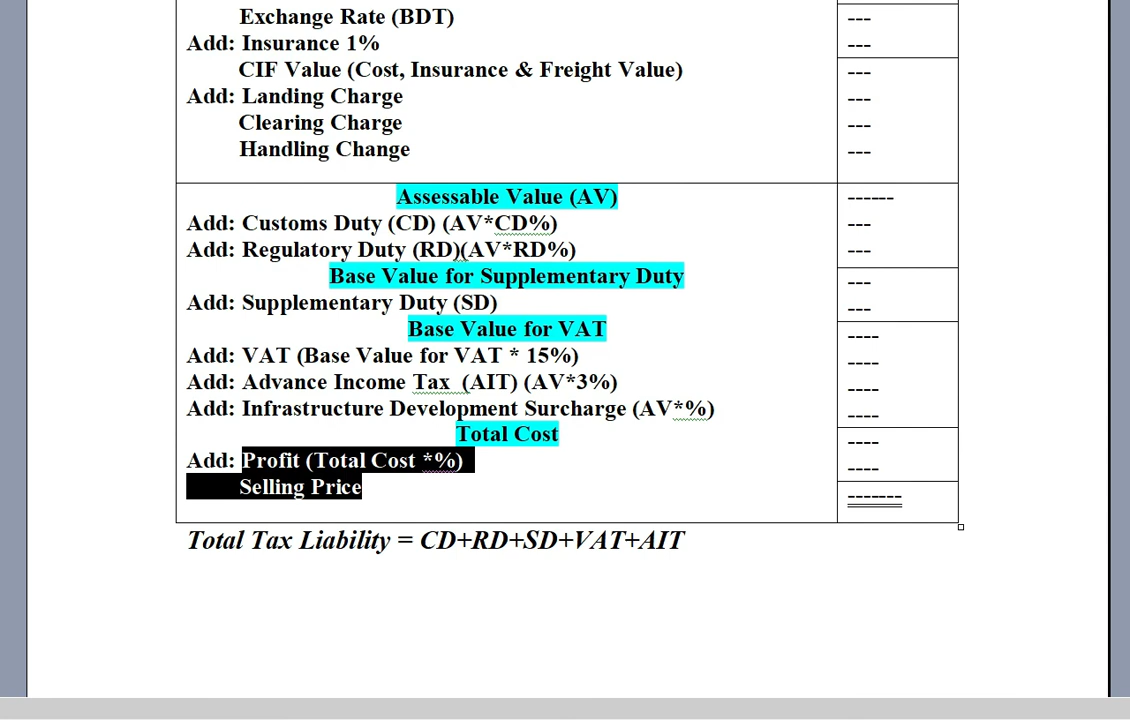 Exchange Rate (BDT) ---
Add: Insurance 1% ---
CIF Value (Cost, Insurance & Freight Value) ---
Add: Landing Charge ---
Clearing Charge ---
Handling Change ---
Assessable Value (AV) ------
Add: Customs Duty (CD) (AV*CD%) ---
Add: Regulatory Duty (RD)(AV*RD%) ---
Base Value for Supplementary Duty ---
Add: Supplementary Duty (SD) ---
Base Value for VAT ----
Add: VAT (Base Value for VAT * 15%) ----
Add: Advance Income Tax (AIT) (AV*3%) ----
Add: Infrastructure Development Surcharge (AV*%) ----
Total Cost ----
Add: Profit (Total Cost *%) ----
Selling Price -------
Total Tax Liability = CD+RD+SD+VAT+AIT